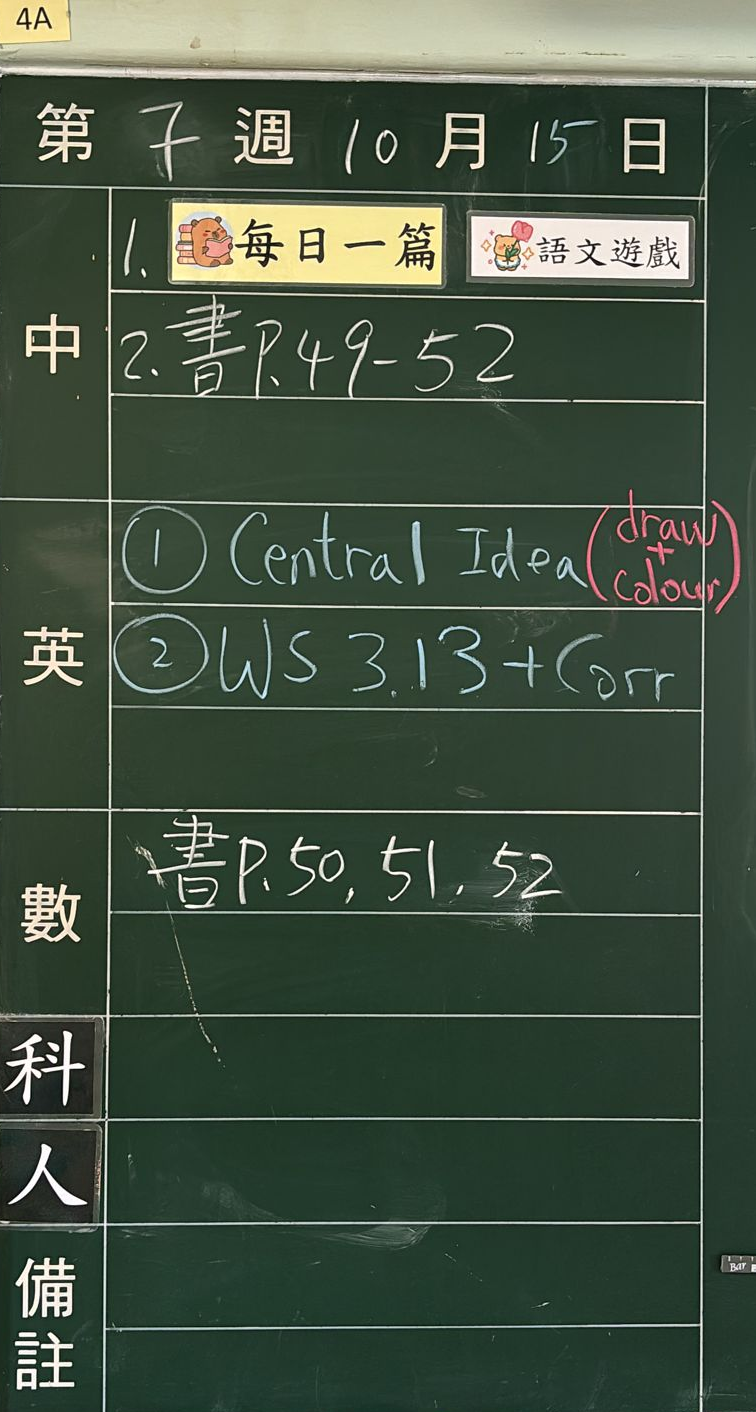 4A
第 7 週 10 月 15 日
中
1. 每日一篇 語文遊戲
2. 書 P.49-52
英
① Central Idea (draw + colour)
② WS 3.13 + Corr
數
書 P. 50, 51, 52
科
人
備註
Bar